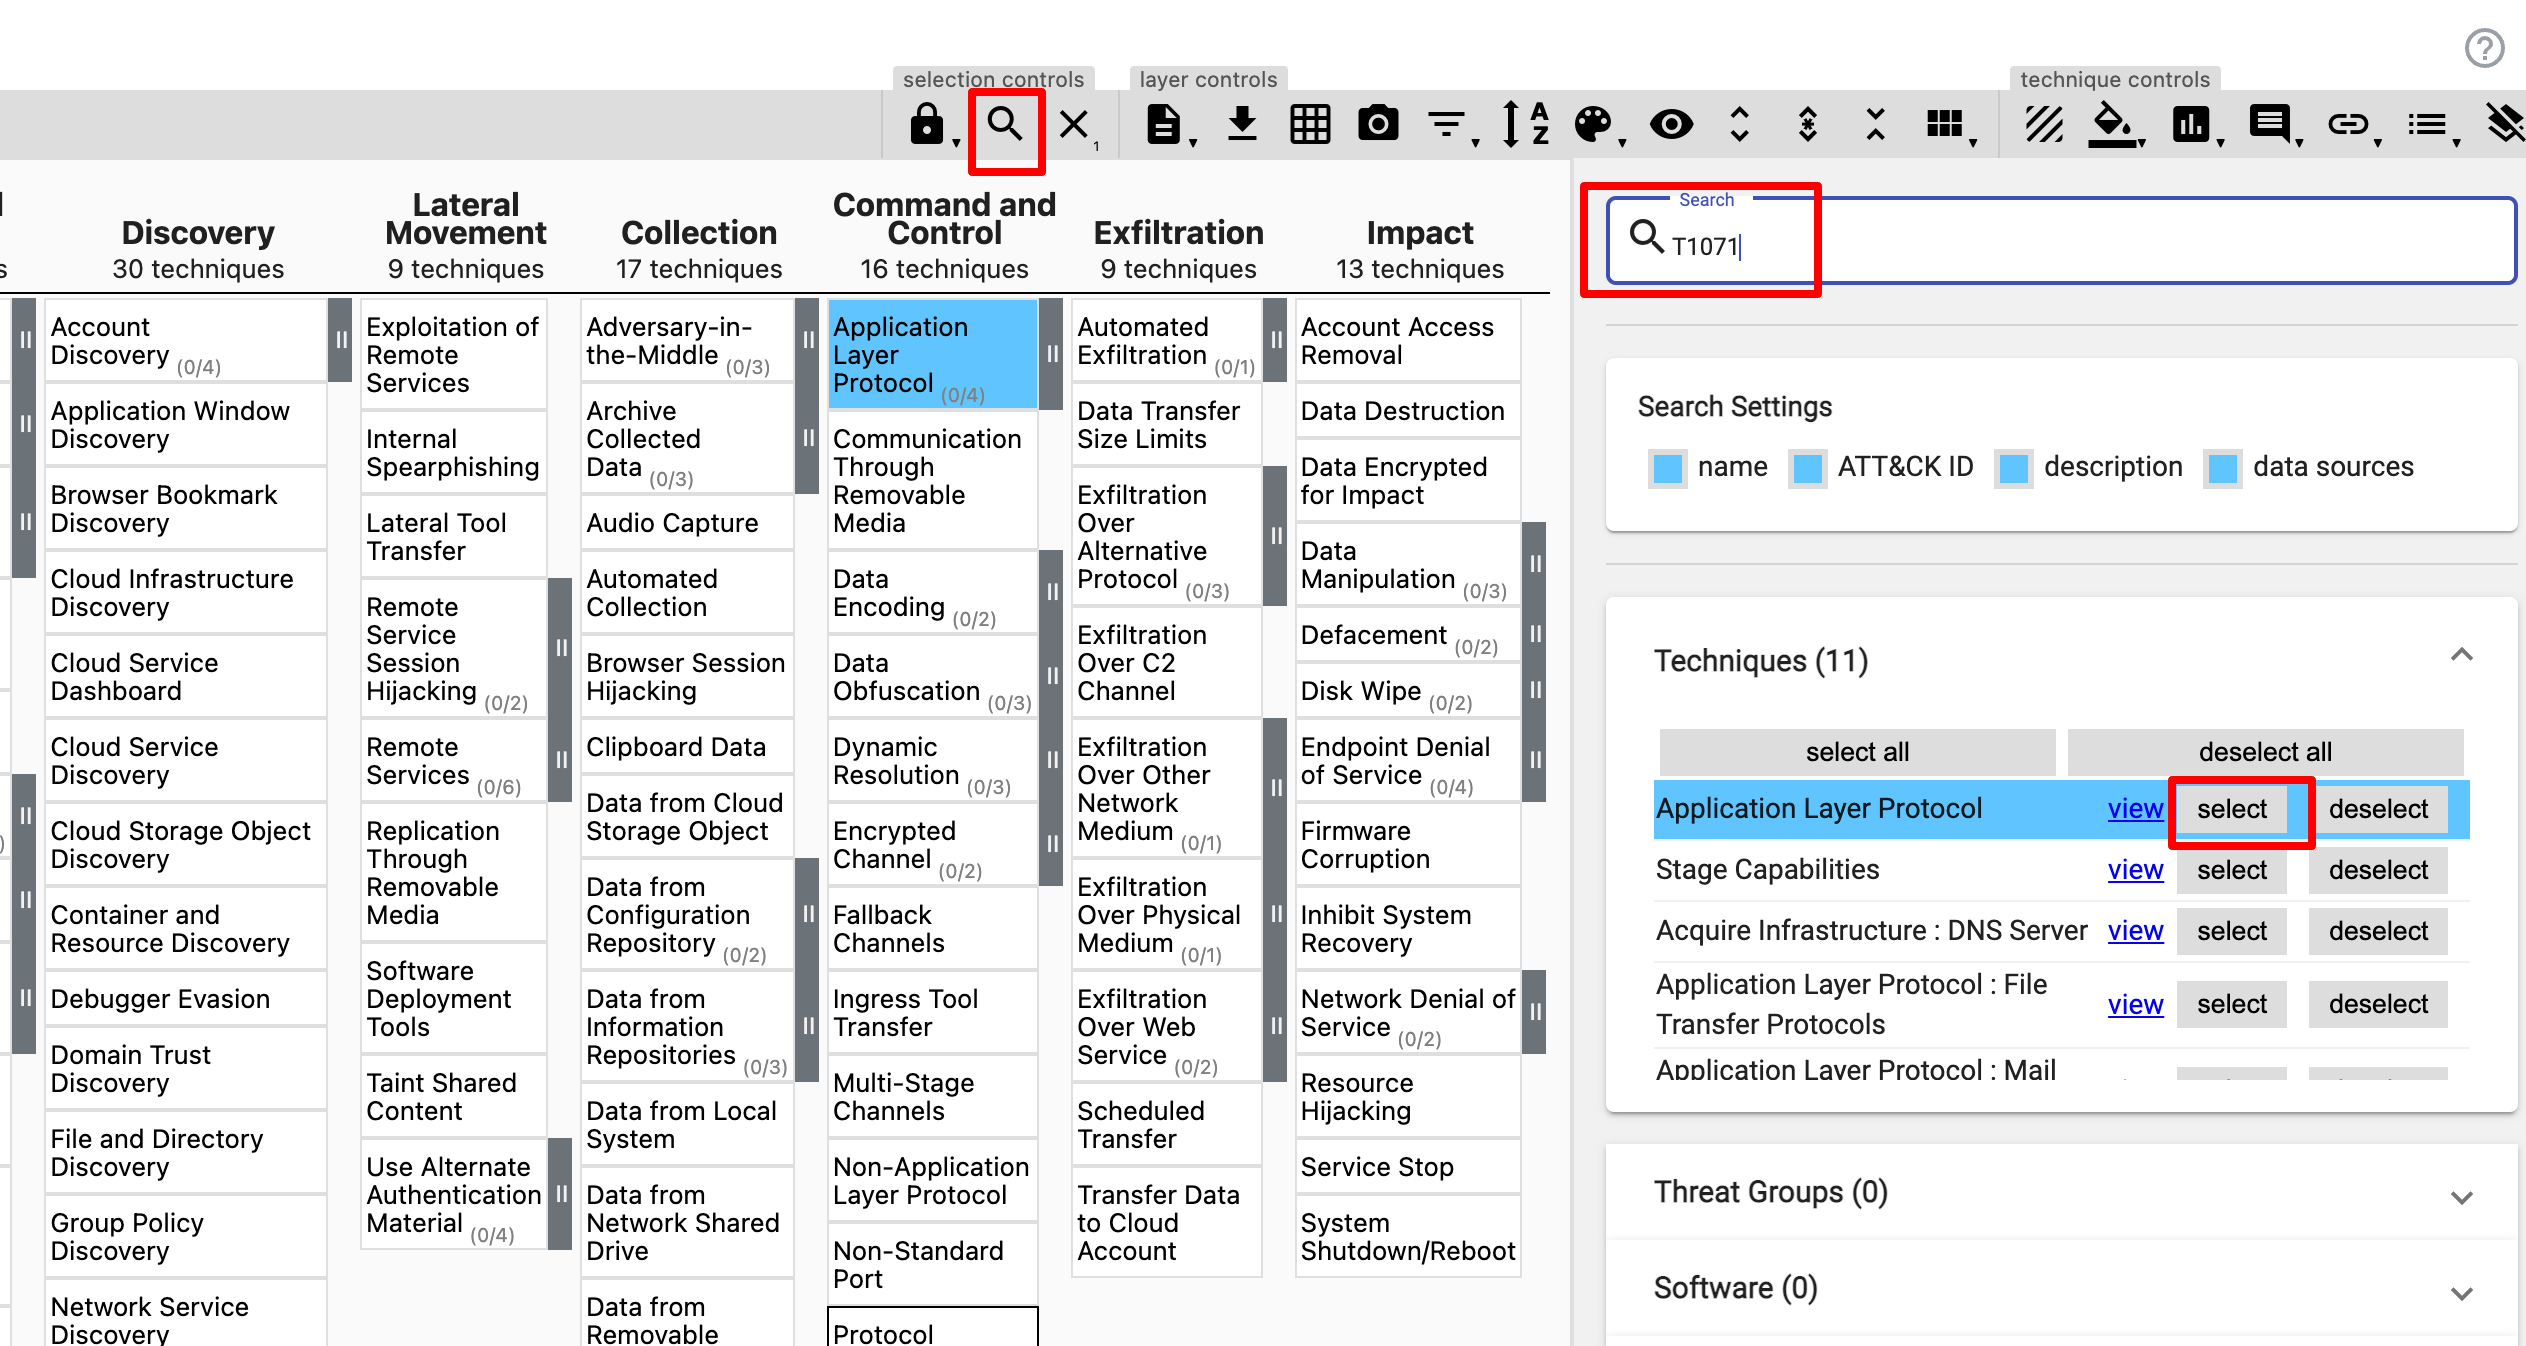 selection controls
layer controls
technique controls
1
A
Z
Discovery
30 techniques
Account
Discovery (0/4)
Application Window
Discovery
Browser Bookmark
Discovery
Cloud Infrastructure
Discovery
Cloud Service
Dashboard
Cloud Service
Discovery
Cloud Storage Object
Discovery
Container and
Resource Discovery
Debugger Evasion
Domain Trust
Discovery
File and Directory
Discovery
Group Policy
Discovery
Network Service
Discovery
Lateral
Movement
9 techniques
Exploitation of
Remote
Services
Internal
Spearphishing
Lateral Tool
Transfer
Remote
Service
Session
Hijacking (0/2)
Remote
Services (0/6)
Replication
Through
Removable
Media
Software
Deployment
Tools
Taint Shared
Content
Use Alternate
Authentication
Material (0/4)
Collection
17 techniques
Adversary-in-
the-Middle (0/3)
Archive
Collected
Data (0/3)
Audio Capture
Automated
Collection
Browser Session
Hijacking
Clipboard Data
Data from Cloud
Storage Object
Data from
Configuration
Repository (0/2)
Data from
Information
Repositories (0/3)
Data from Local
System
Data from
Network Shared
Drive
Data from
Removable
Command and
Control
16 techniques
Application
Layer
Protocol (0/4)
Communication
Through
Removable
Media
Data
Encoding (0/2)
Data
Obfuscation (0/3)
Dynamic
Resolution (0/3)
Encrypted
Channel (0/2)
Fallback
Channels
Ingress Tool
Transfer
Multi-Stage
Channels
Non-Application
Layer Protocol
Non-Standard
Port
Protocol
Exfiltration
9 techniques
Automated
Exfiltration (0/1)
Data Transfer
Size Limits
Exfiltration
Over
Alternative
Protocol (0/3)
Exfiltration
Over C2
Channel
Exfiltration
Over Other
Network
Medium (0/1)
Exfiltration
Over Physical
Medium (0/1)
Exfiltration
Over Web
Service (0/2)
Scheduled
Transfer
Transfer Data
to Cloud
Account
Impact
13 techniques
Account Access
Removal
Data Destruction
Data Encrypted
for Impact
Data
Manipulation (0/3)
Defacement (0/2)
Disk Wipe (0/2)
Endpoint Denial
of Service (0/4)
Firmware
Corruption
Inhibit System
Recovery
Network Denial of
Service (0/2)
Resource
Hijacking
Service Stop
System
Shutdown/Reboot
Search
T1071
Search Settings
name ATT&CK ID description data sources
Techniques (11)
select all deselect all
Application Layer Protocol view select deselect
Stage Capabilities view select deselect
Acquire Infrastructure : DNS Server view select deselect
Application Layer Protocol : File
Transfer Protocols view select deselect
Application Layer Protocol : Mail
Threat Groups (0)
Software (0)